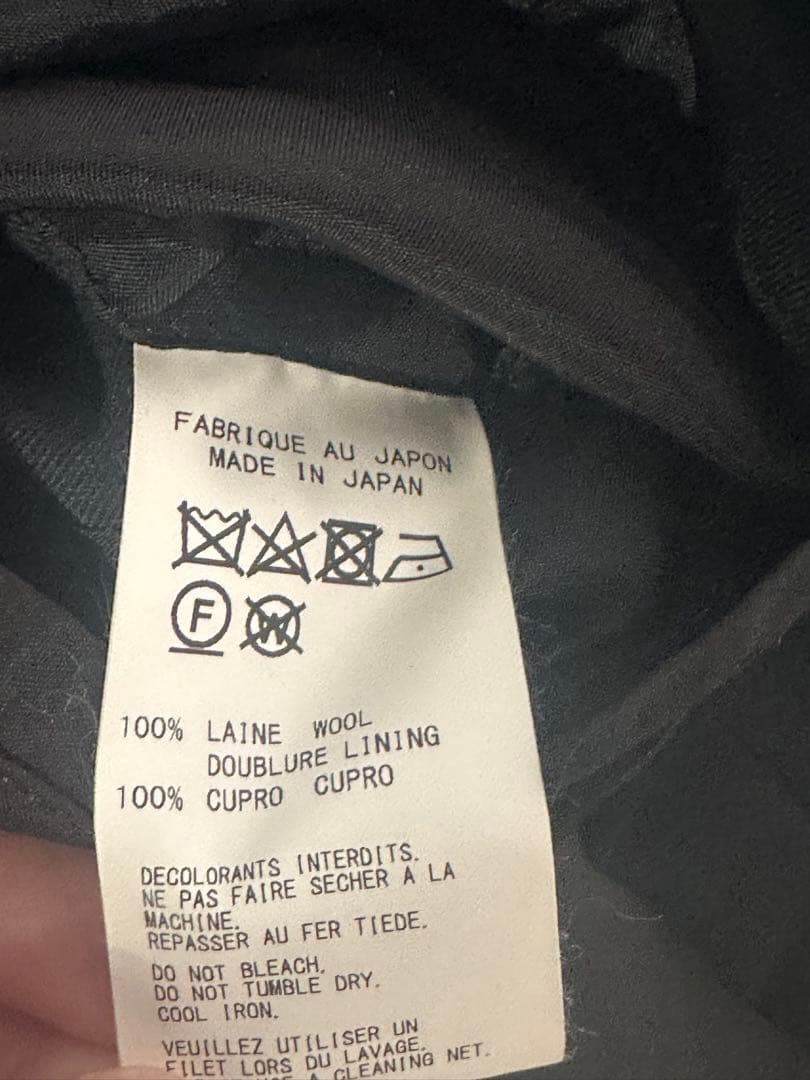 FABRIQUE AU JAPON
MADE IN JAPAN
F W
100% LAINE WOOL
DOUBLURE LINING
100% CUPRO CUPRO
DECOLORANTS INTERDITS.
NE PAS FAIRE SECHER A LA
MACHINE.
REPASSER AU FER TIEDE.
DO NOT BLEACH.
DO NOT TUMBLE DRY.
COOL IRON.
VEUILLEZ UTILISER UN
FILET LORS DU LAVAGE.
A CLEANING NET.